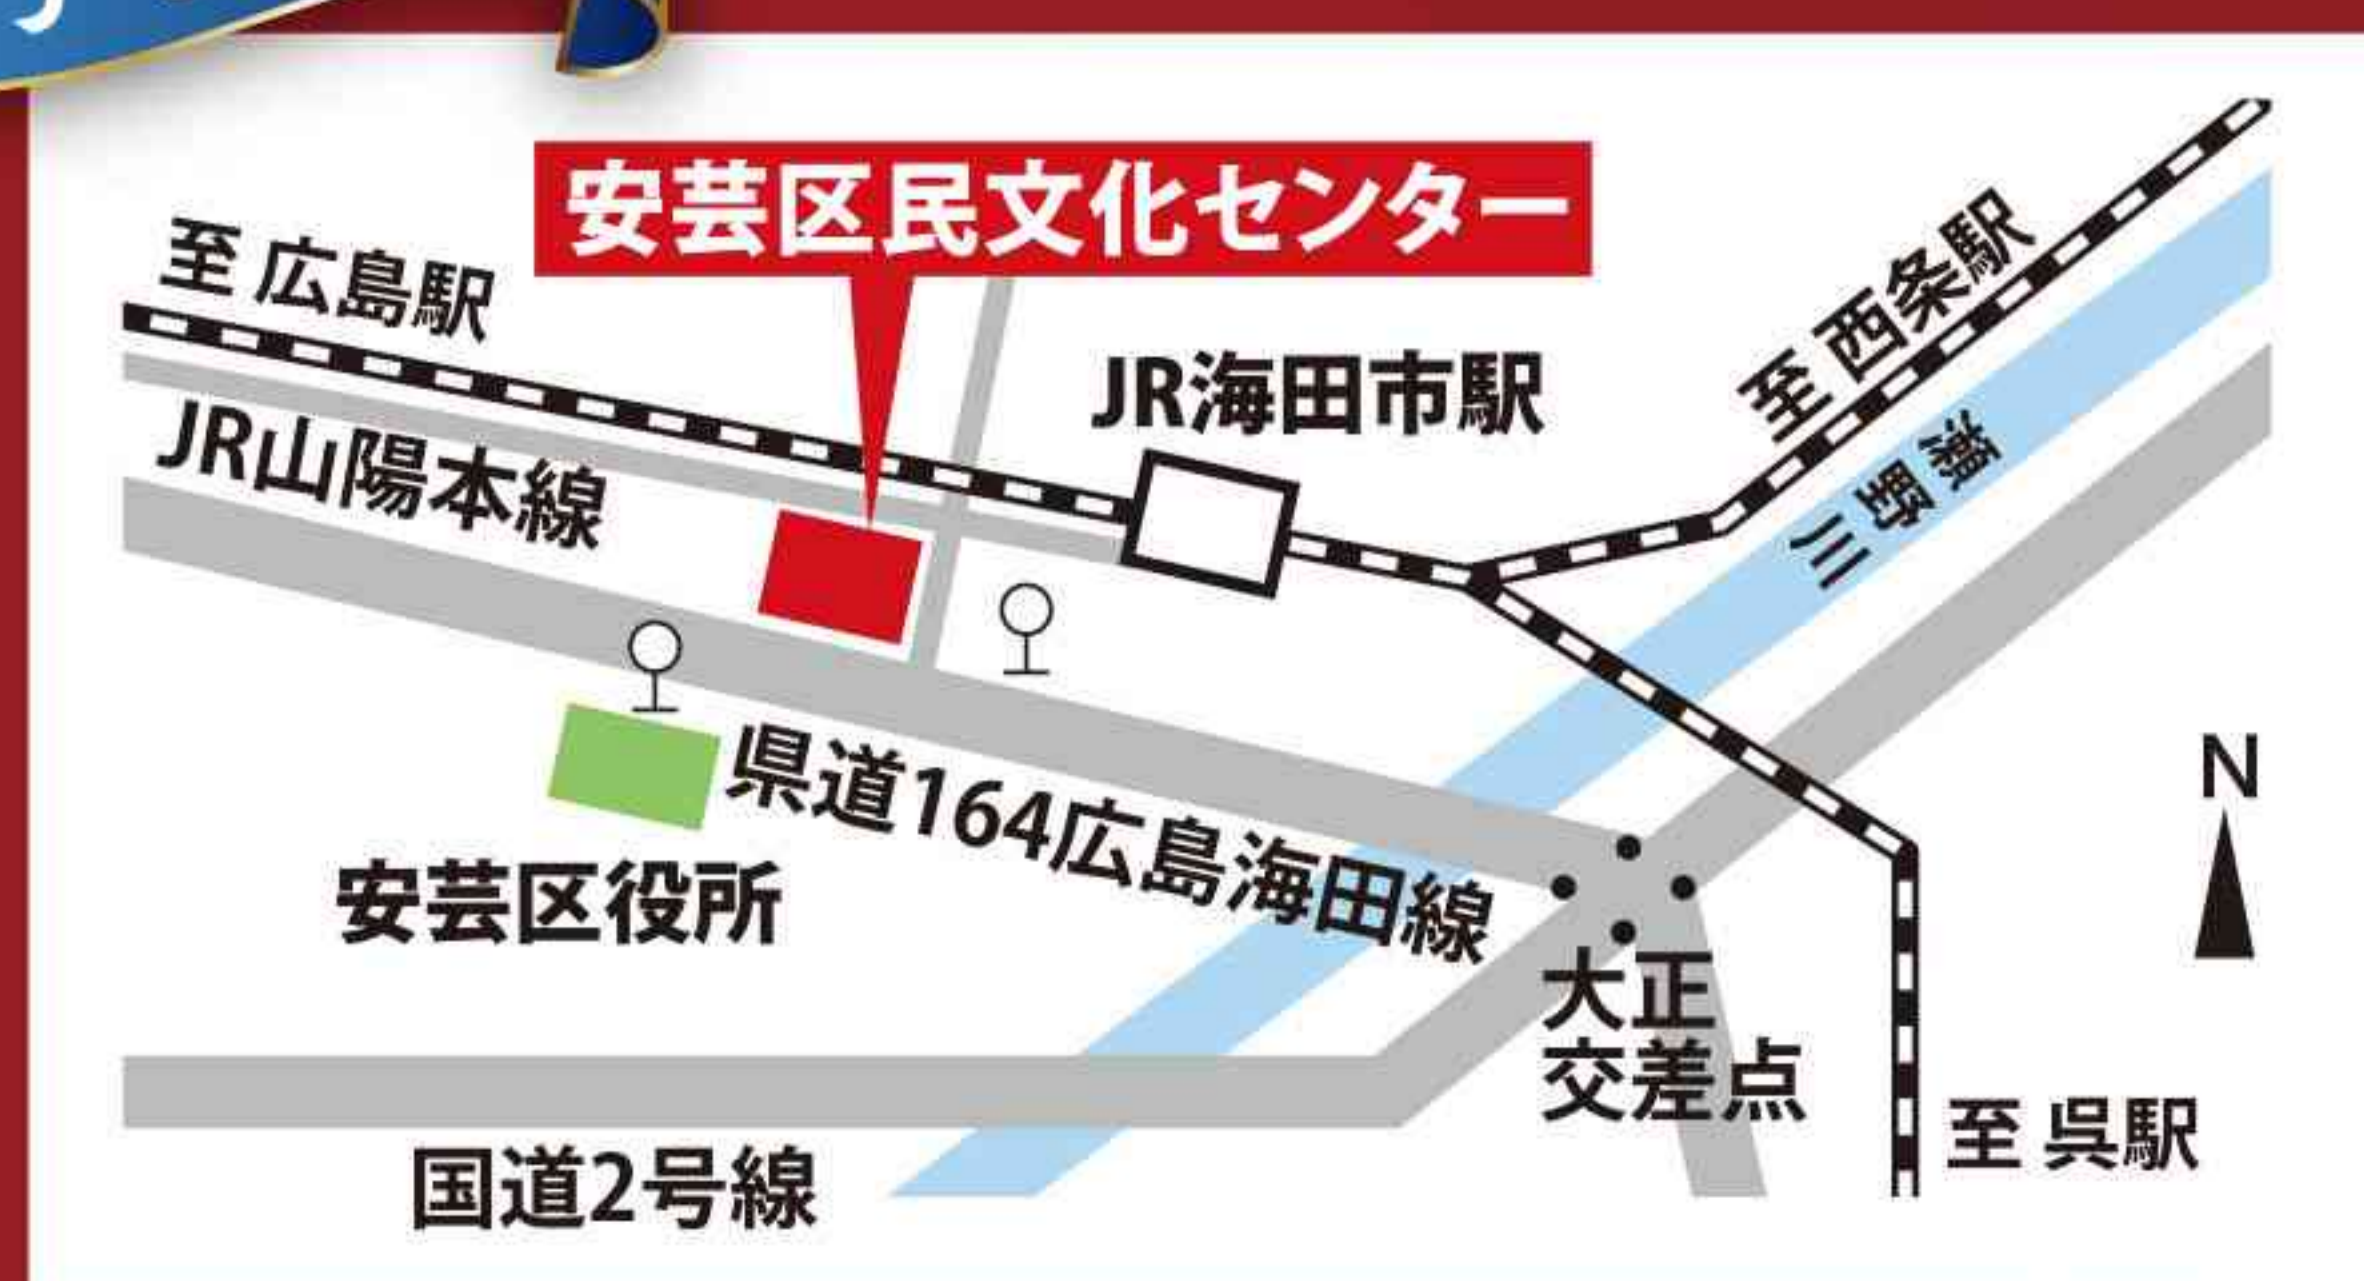 安芸区民文化センター
至 広島駅
至 西条駅
JR海田市駅
JR山陽本線
瀬野川
県道164広島海田線
N
安芸区役所
大正
交差点
至 呉駅
国道2号線